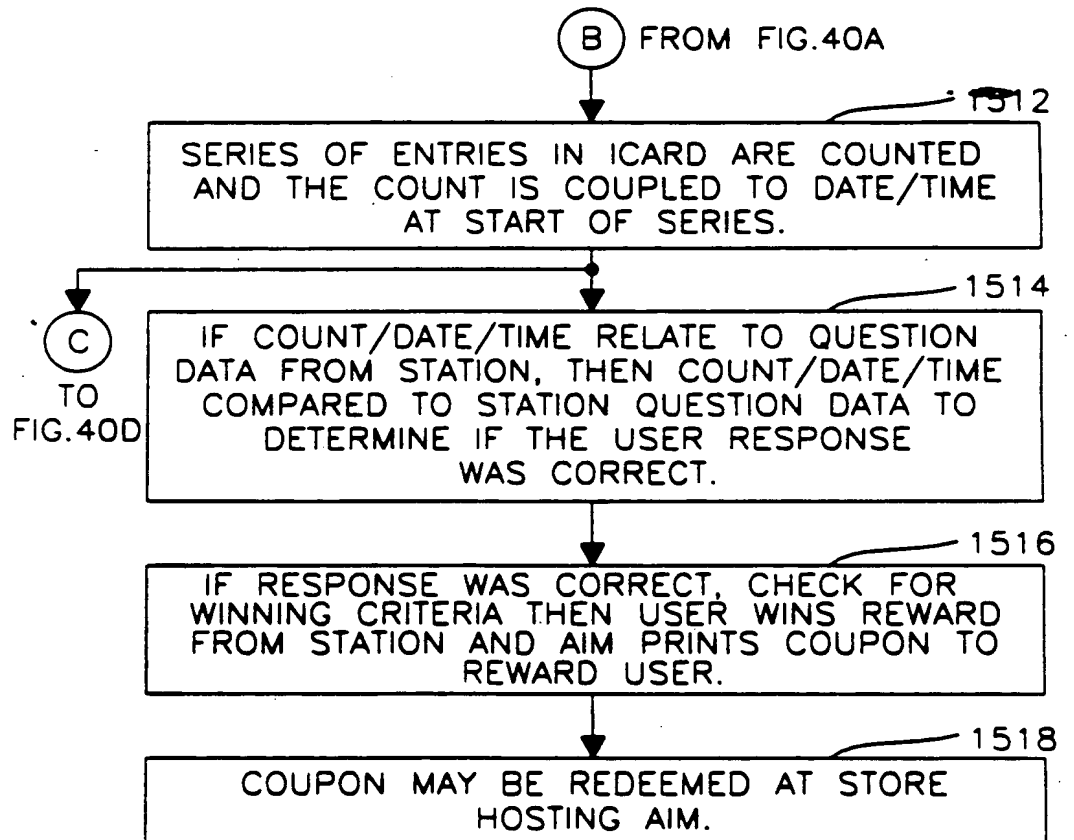 B FROM FIG.40A
1512
SERIES OF ENTRIES IN ICARD ARE COUNTED
AND THE COUNT IS COUPLED TO DATE/TIME
AT START OF SERIES.
C
TO
FIG.40D
1514
IF COUNT/DATE/TIME RELATE TO QUESTION
DATA FROM STATION, THEN COUNT/DATE/TIME
COMPARED TO STATION QUESTION DATA TO
DETERMINE IF THE USER RESPONSE
WAS CORRECT.
1516
IF RESPONSE WAS CORRECT, CHECK FOR
WINNING CRITERIA THEN USER WINS REWARD
FROM STATION AND AIM PRINTS COUPON TO
REWARD USER.
1518
COUPON MAY BE REDEEMED AT STORE
HOSTING AIM.